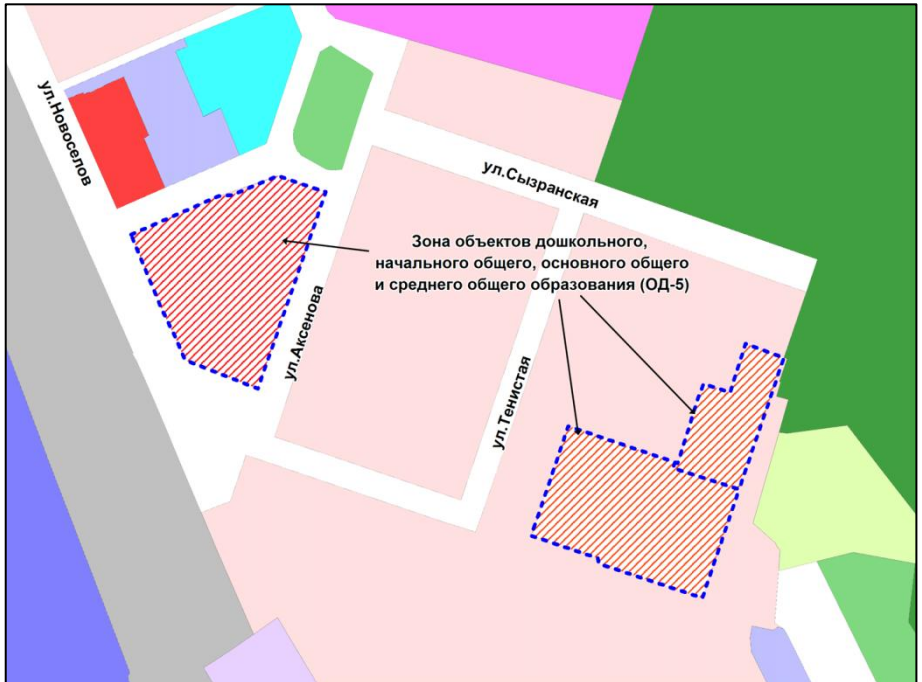 ул.Новоселов
ул.Сызранская
Зона объектов дошкольного,
начального общего, основного общего
и среднего общего образования (ОД-5)
ул.Аксенова
ул.Тенистая